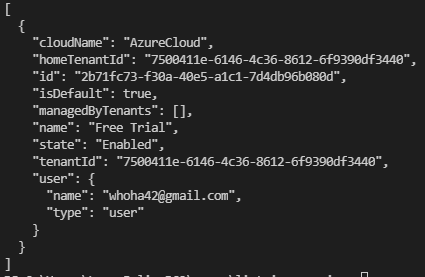 [
  {
    "cloudName": "AzureCloud",
    "homeTenantId": "7500411e-6146-4c36-8612-6f9390df3440",
    "id": "2b71fc73-f30a-40e5-a1c1-7d4db96b080d",
    "isDefault": true,
    "managedByTenants": [],
    "name": "Free Trial",
    "state": "Enabled",
    "tenantId": "7500411e-6146-4c36-8612-6f9390df3440",
    "user": {
      "name": "whoha42@gmail.com",
      "type": "user"
    }
  }
]